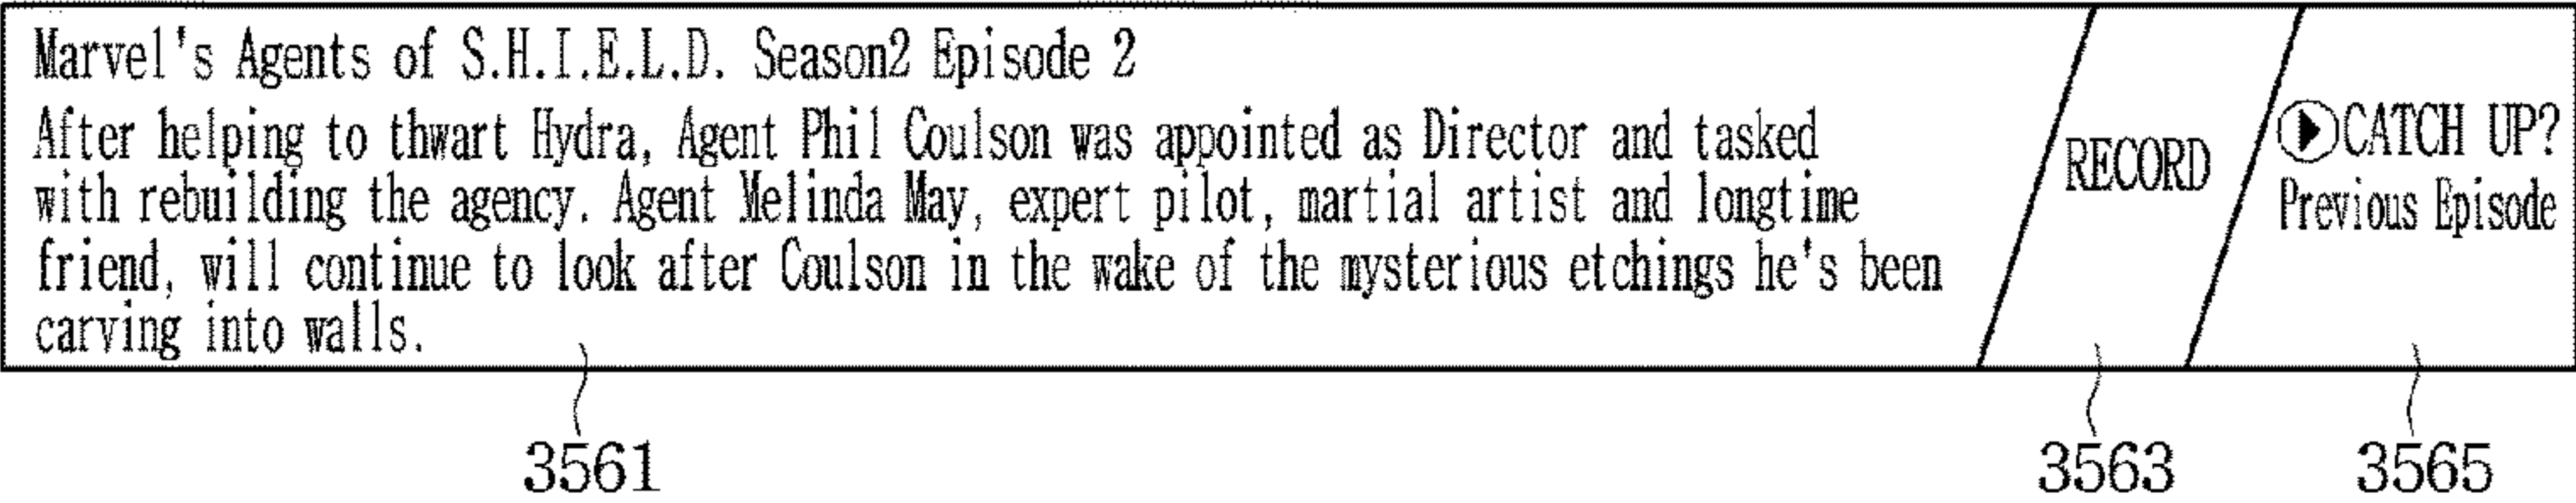 Marvel's Agents of S.H.I.E.L.D. Season2 Episode 2
After helping to thwart Hydra, Agent Phil Coulson was appointed as Director and tasked
with rebuilding the agency. Agent Melinda May, expert pilot, martial artist and longtime
friend, will continue to look after Coulson in the wake of the mysterious etchings he's been
carving into walls.
RECORD
CATCH UP?
Previous Episode
3561
3563
3565